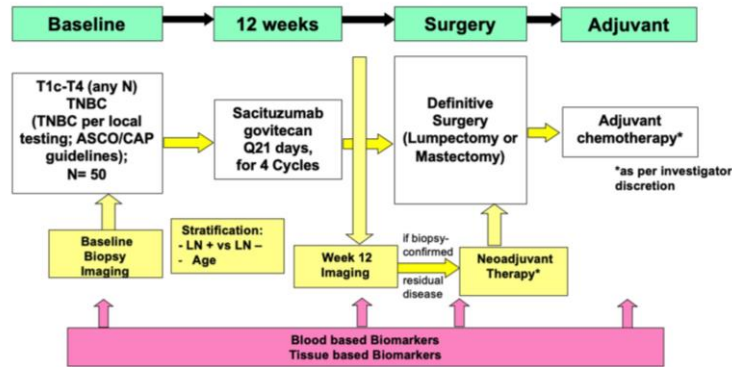 Baseline
12 weeks
Surgery
Adjuvant
T1c-T4 (any N)
TNBC
(TNBC per local
testing; ASCO/CAP
guidelines);
N= 50
Sacituzumab
govitecan
Q21 days,
for 4 Cycles
Definitive
Surgery
(Lumpectomy or
Mastectomy)
Adjuvant
chemotherapy*
*as per investigator
discretion
Baseline
Biopsy
Imaging
Stratification:
- LN + vs LN –
- Age
Week 12
Imaging
if biopsy-
confirmed
residual
disease
Neoadjuvant
Therapy*
Blood based Biomarkers
Tissue based Biomarkers